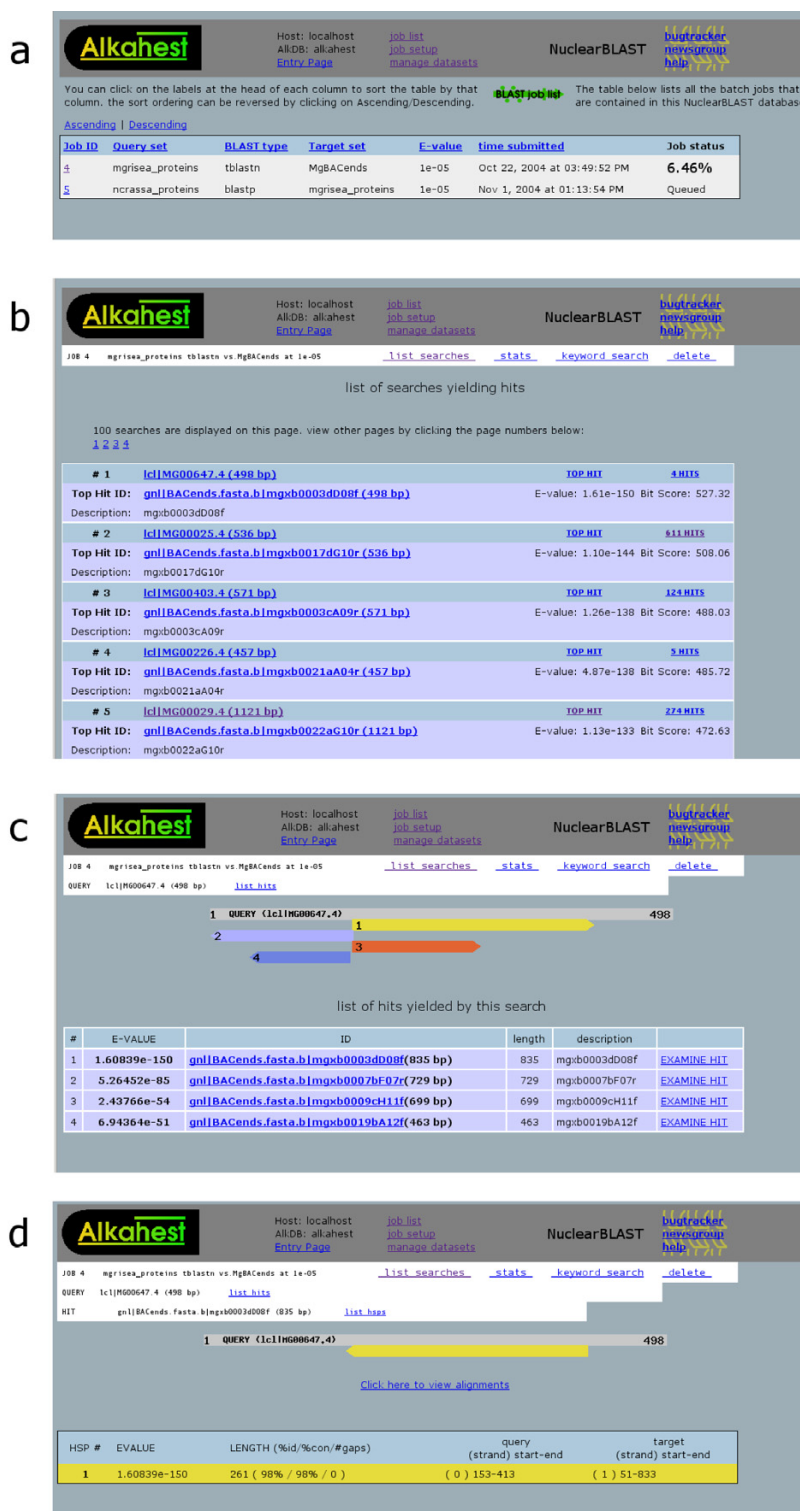 a
Alkahest
Host: localhost
Alk:DB: alkahest
Entry Page
job list
job setup
manage datasets
NuclearBLAST
bugtracker
newsgroup
help
You can click on the labels at the head of each column to sort the table by that
column. the sort ordering can be reversed by clicking on Ascending/Descending.
BLAST job list
The table below lists all the batch jobs that
are contained in this NuclearBLAST database
Ascending | Descending
Job ID Query set BLAST type Target set E-value time submitted Job status
4 mgrisea_proteins tblastn MgBACends 1e-05 Oct 22, 2004 at 03:49:52 PM 6.46%
5 ncrassa_proteins blastp mgrisea_proteins 1e-05 Nov 1, 2004 at 01:13:54 PM Queued
b
Alkahest
Host: localhost
Alk:DB: alkahest
Entry Page
job list
job setup
manage datasets
NuclearBLAST
bugtracker
newsgroup
help
JOB 4 mgrisea_proteins tblastn vs.MgBACends at 1e-05 list searches stats keyword search delete
list of searches yielding hits
100 searches are displayed on this page. view other pages by clicking the page numbers below:
1 2 3 4
# 1 lcl|MG00647.4 (498 bp) TOP HIT 4 HITS
Top Hit ID: gnl|BACends.fasta.b|mgxb0003dD08f (498 bp) E-value: 1.61e-150 Bit Score: 527.32
Description: mgxb0003dD08f
# 2 lcl|MG00025.4 (536 bp) TOP HIT 611 HITS
Top Hit ID: gnl|BACends.fasta.b|mgxb0017dG10r (536 bp) E-value: 1.10e-144 Bit Score: 508.06
Description: mgxb0017dG10r
# 3 lcl|MG00403.4 (571 bp) TOP HIT 124 HITS
Top Hit ID: gnl|BACends.fasta.b|mgxb0003cA09r (571 bp) E-value: 1.26e-138 Bit Score: 488.03
Description: mgxb0003cA09r
# 4 lcl|MG00226.4 (457 bp) TOP HIT 5 HITS
Top Hit ID: gnl|BACends.fasta.b|mgxb0021aA04r (457 bp) E-value: 4.87e-138 Bit Score: 485.72
Description: mgxb0021aA04r
# 5 lcl|MG00029.4 (1121 bp) TOP HIT 274 HITS
Top Hit ID: gnl|BACends.fasta.b|mgxb0022aG10r (1121 bp) E-value: 1.13e-133 Bit Score: 472.63
Description: mgxb0022aG10r
c
Alkahest
Host: localhost
Alk:DB: alkahest
Entry Page
job list
job setup
manage datasets
NuclearBLAST
bugtracker
newsgroup
help
JOB 4 mgrisea_proteins tblastn vs.MgBACends at 1e-05 list searches stats keyword search delete
QUERY lcl|MG00647.4 (498 bp) list hits
1 QUERY (lcl|MG00647.4) 498
1
2
3
4
list of hits yielded by this search
# E-VALUE ID length description
1 1.60839e-150 gnl|BACends.fasta.b|mgxb0003dD08f(835 bp) 835 mgxb0003dD08f EXAMINE HIT
2 5.26452e-85 gnl|BACends.fasta.b|mgxb0007bF07r(729 bp) 729 mgxb0007bF07r EXAMINE HIT
3 2.43766e-54 gnl|BACends.fasta.b|mgxb0009cH11f(699 bp) 699 mgxb0009cH11f EXAMINE HIT
4 6.94364e-51 gnl|BACends.fasta.b|mgxb0019bA12f(463 bp) 463 mgxb0019bA12f EXAMINE HIT
d
Alkahest
Host: localhost
Alk:DB: alkahest
Entry Page
job list
job setup
manage datasets
NuclearBLAST
bugtracker
newsgroup
help
JOB 4 mgrisea_proteins tblastn vs.MgBACends at 1e-05 list searches stats keyword search delete
QUERY lcl|MG00647.4 (498 bp) list hits
HIT gnl|BACends.fasta.b|mgxb0003dD08f (835 bp) list hsps
1 QUERY (lcl|MG00647.4) 498
Click here to view alignments
HSP # EVALUE LENGTH (%id/%con/#gaps) query (strand) start-end target (strand) start-end
1 1.60839e-150 261 ( 98% / 98% / 0 ) ( 0 ) 153-413 ( 1 ) 51-833